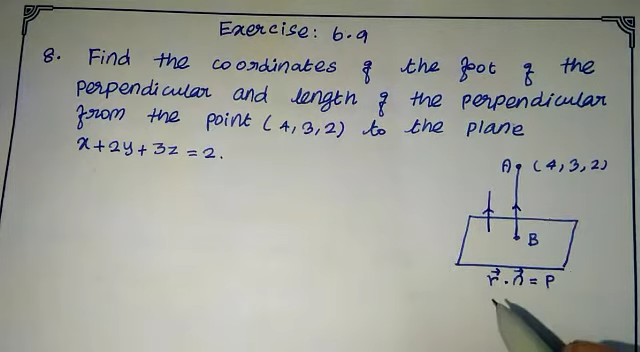 Exercise: 6.9
8. Find the coordinates of the foot of the
perpendicular and length of the perpendicular
from the point (4,3,2) to the plane
x+2y+3z=2.
A (4,3,2)
B
r⃗.n⃗=P